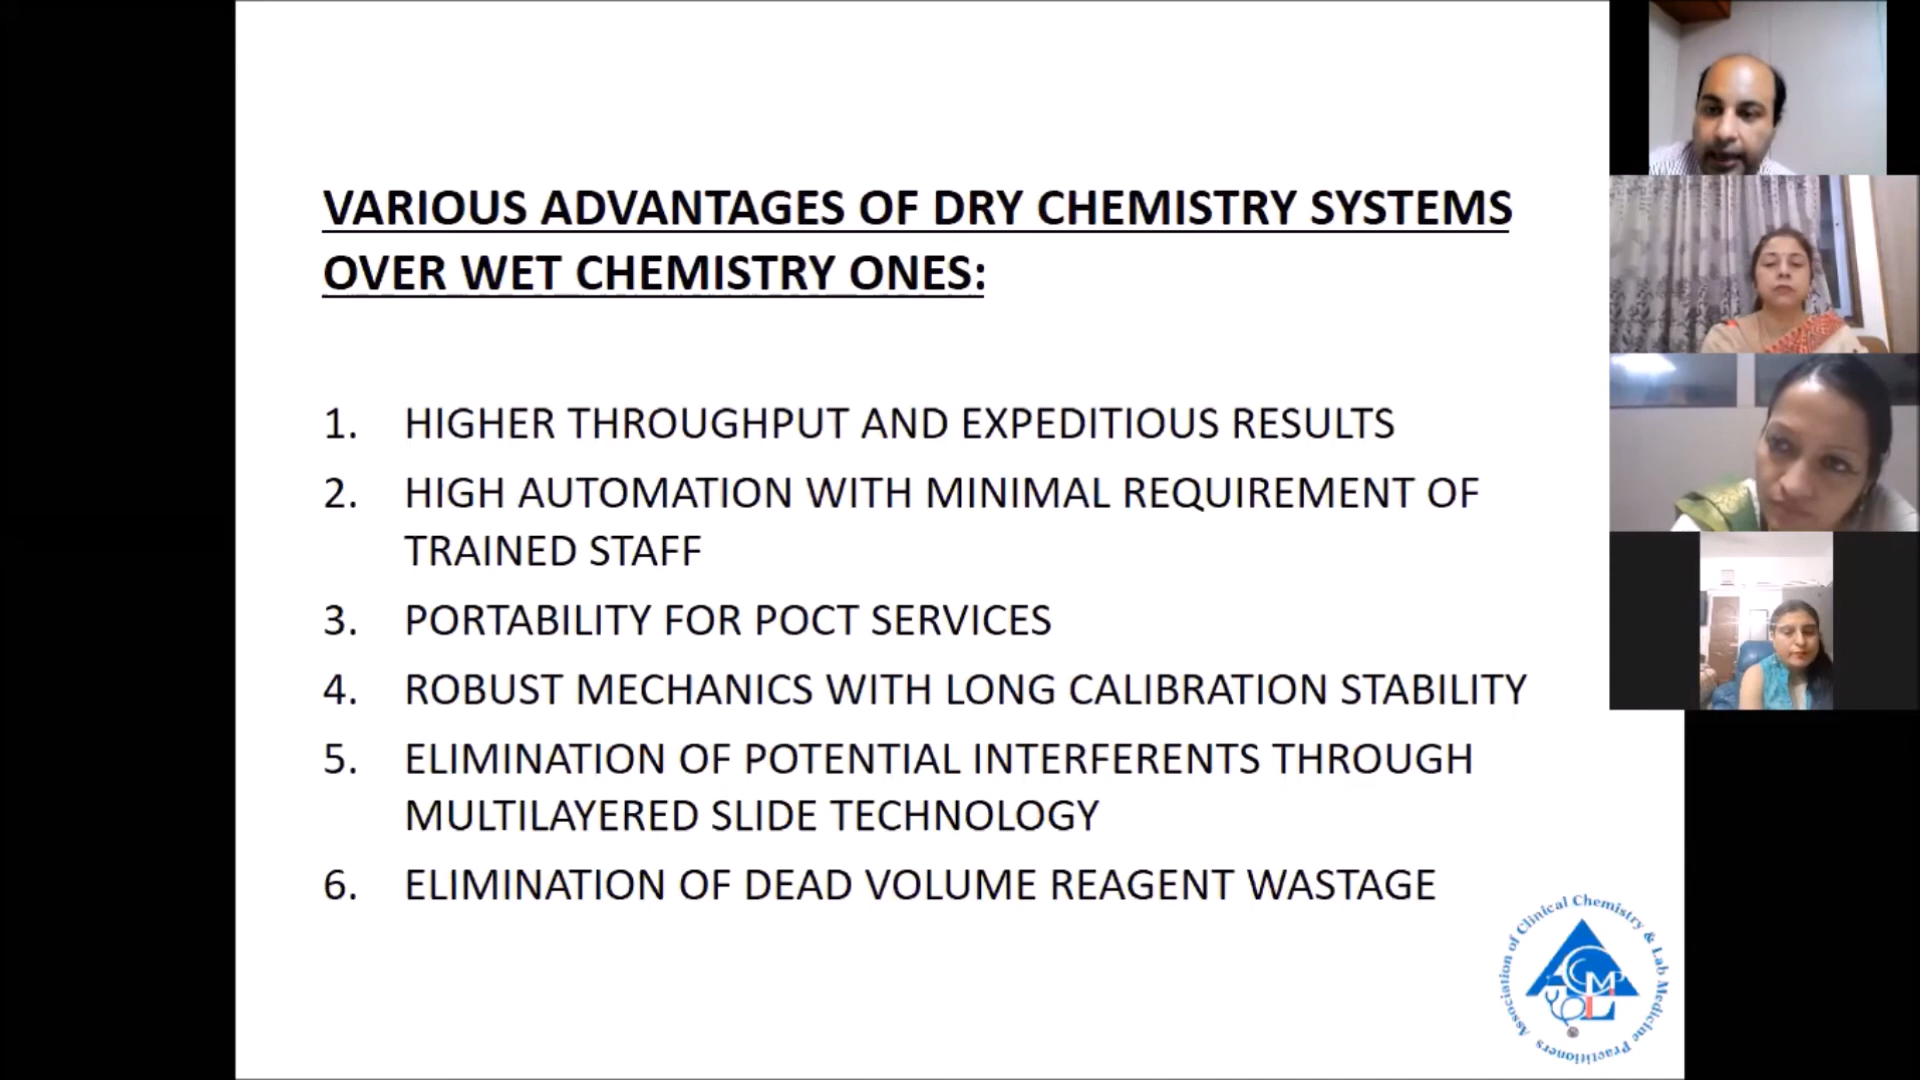 VARIOUS ADVANTAGES OF DRY CHEMISTRY SYSTEMS
OVER WET CHEMISTRY ONES:
1. HIGHER THROUGHPUT AND EXPEDITIOUS RESULTS
2. HIGH AUTOMATION WITH MINIMAL REQUIREMENT OF
TRAINED STAFF
3. PORTABILITY FOR POCT SERVICES
4. ROBUST MECHANICS WITH LONG CALIBRATION STABILITY
5. ELIMINATION OF POTENTIAL INTERFERENTS THROUGH
MULTILAYERED SLIDE TECHNOLOGY
6. ELIMINATION OF DEAD VOLUME REAGENT WASTAGE
Association of Clinical Chemistry & Lab Medicine Practitioners